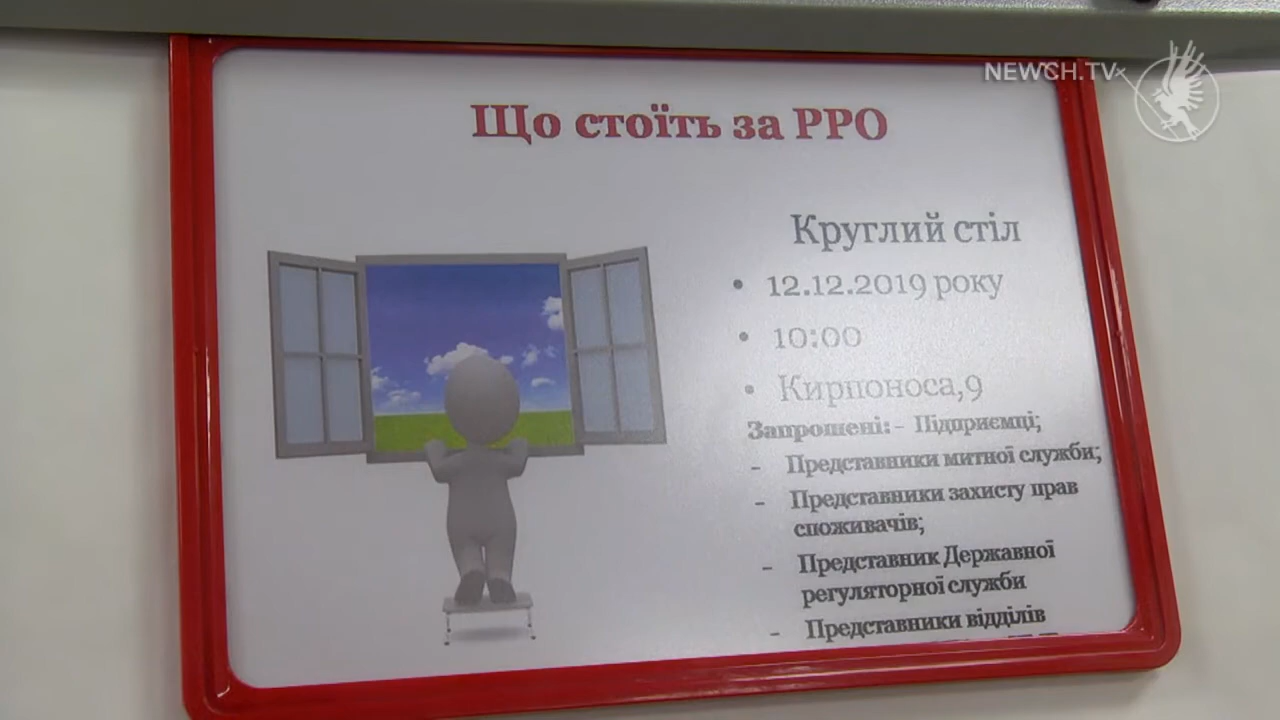 NEWCH.TV
Що стоїть за РРО
Круглий стіл
• 12.12.2019 року
• 10:00
• Кирпоноса,9
Запрошені: - Підприємці;
- Представники митної служби;
- Представники захисту прав
споживачів;
- Представник Державної
регуляторної служби
- Представники відділів